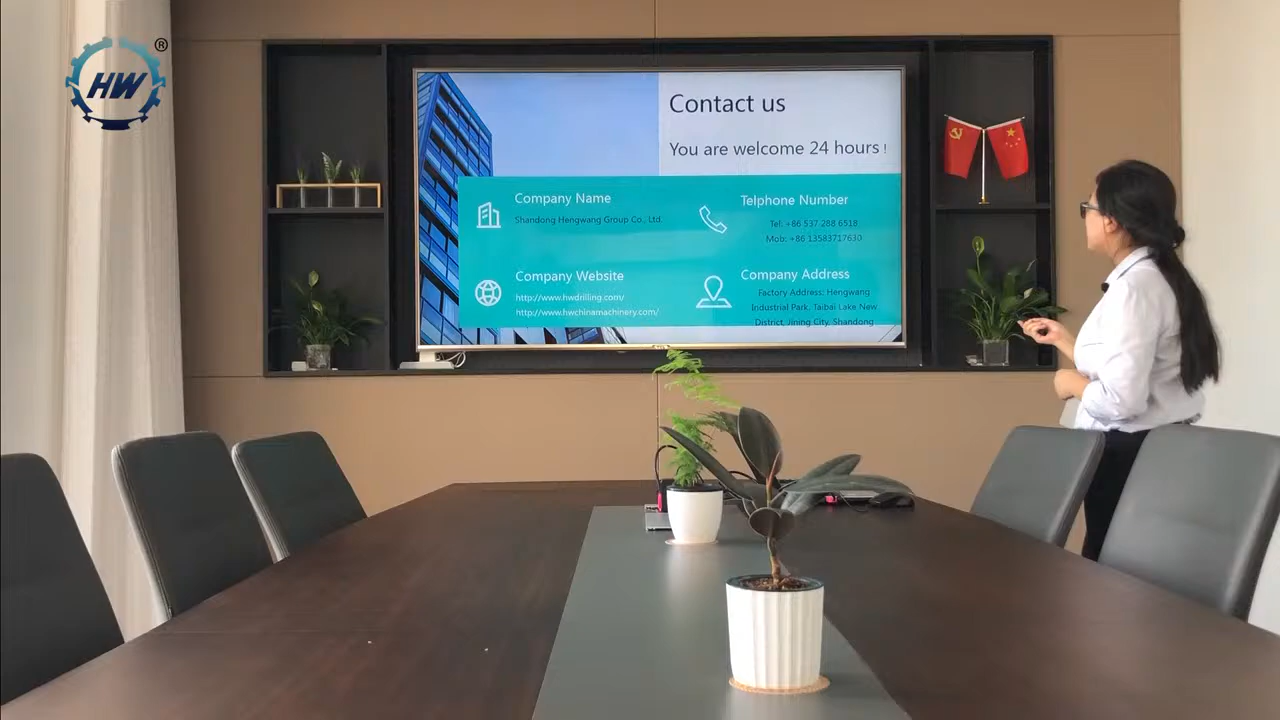 HW®
Contact us
You are welcome 24 hours !
Company Name
Shandong Hengwang Group Co., Ltd.
Telphone Number
Tel: +86 537 288 6518
Mob: +86 13583717630
Company Website
http://www.hwdrilling.com/
http://www.hwchinamachinery.com/
Company Address
Factory Address: Hengwang
Industrial Park, Taibai Lake New
District, Jining City, Shandong